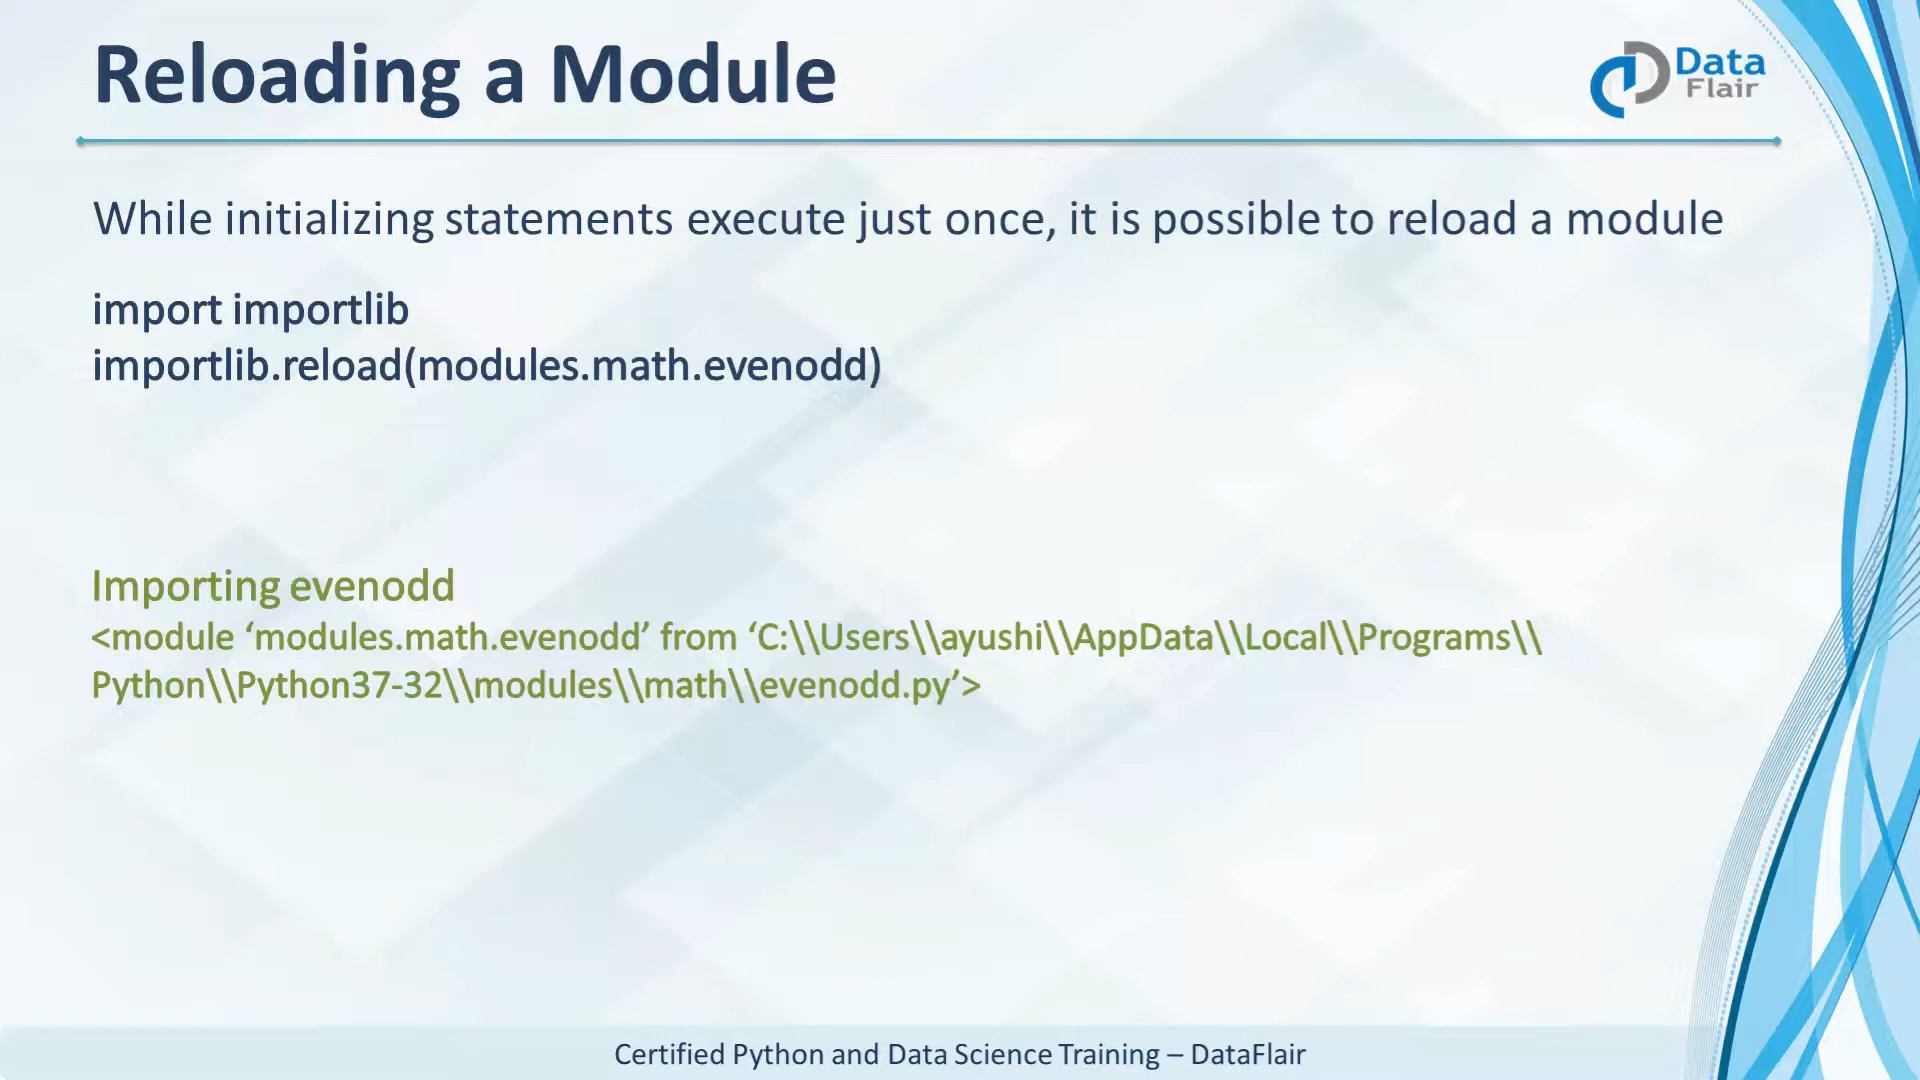 Reloading a Module
Data
Flair
While initializing statements execute just once, it is possible to reload a module
import importlib
importlib.reload(modules.math.evenodd)
Importing evenodd
<module ‘modules.math.evenodd’ from ‘C:\\Users\\ayushi\\AppData\\Local\\Programs\\
Python\\Python37-32\\modules\\math\\evenodd.py’>
Certified Python and Data Science Training – DataFlair